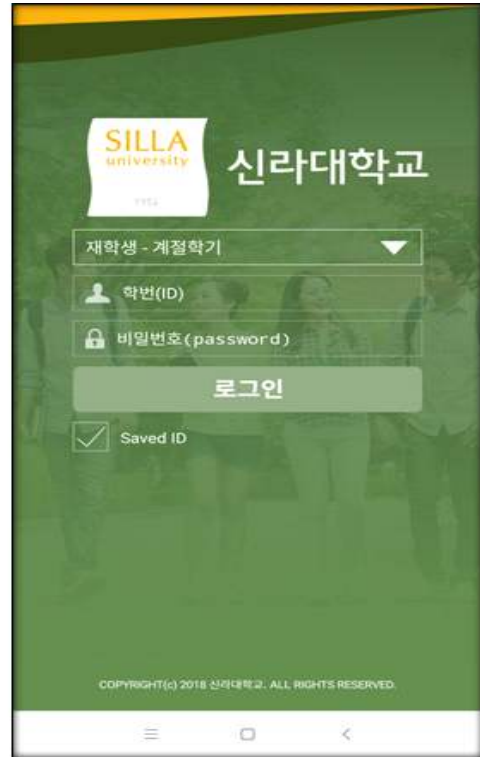 SILLA
university
1954
신라대학교
재학생 - 계절학기
학번(ID)
비밀번호(password)
로그인
Saved ID
COPYRIGHT(c) 2018 신라대학교. ALL RIGHTS RESERVED.